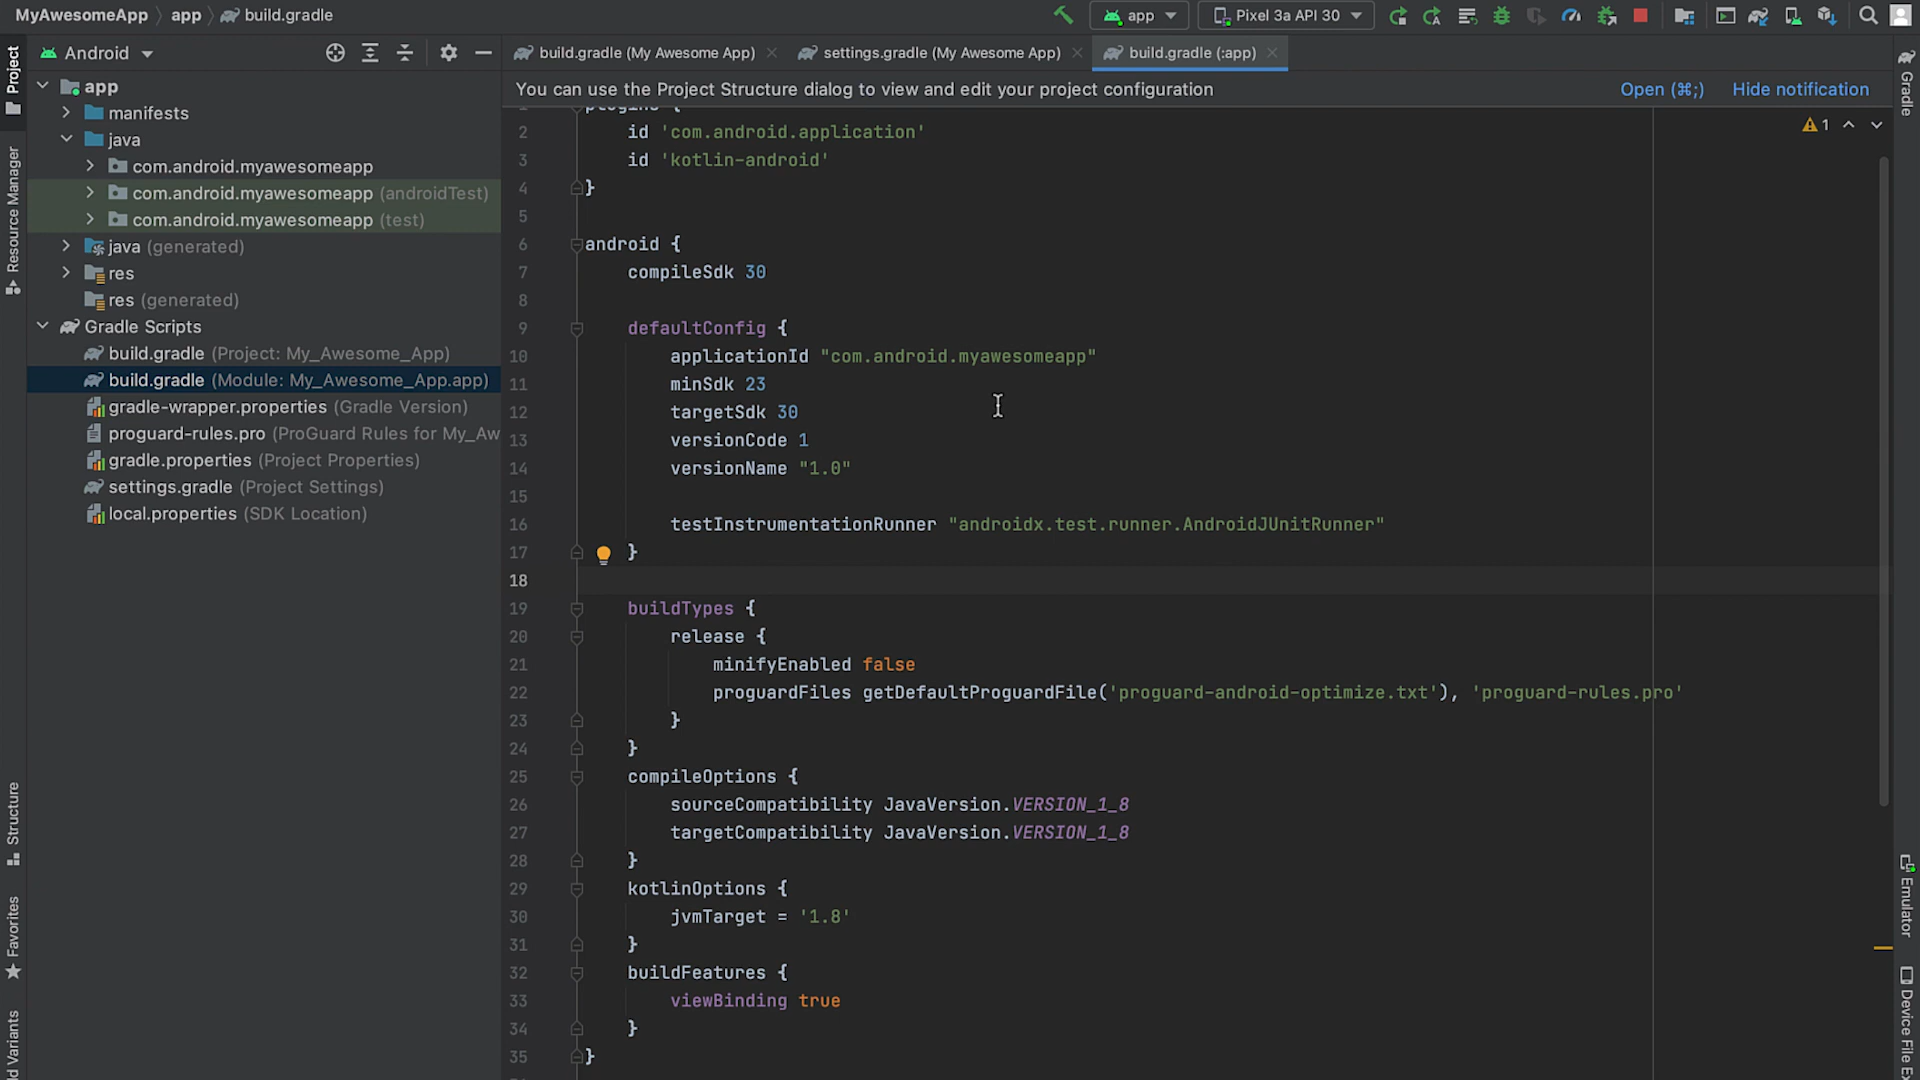 MyAwesomeApp app build.gradle
app Pixel 3a API 30
Android
build.gradle (My Awesome App) settings.gradle (My Awesome App) build.gradle (:app)
You can use the Project Structure dialog to view and edit your project configuration Open (⌘;) Hide notification
Project
Resource Manager
Structure
Favorites
d Variants
app
manifests
java
com.android.myawesomeapp
com.android.myawesomeapp (androidTest)
com.android.myawesomeapp (test)
java (generated)
res
res (generated)
Gradle Scripts
build.gradle (Project: My_Awesome_App)
build.gradle (Module: My_Awesome_App.app)
gradle-wrapper.properties (Gradle Version)
proguard-rules.pro (ProGuard Rules for My_Aw
gradle.properties (Project Properties)
settings.gradle (Project Settings)
local.properties (SDK Location)
1 plugins {
2 id 'com.android.application'
3 id 'kotlin-android'
4 }
5
6 android {
7 compileSdk 30
8
9 defaultConfig {
10 applicationId "com.android.myawesomeapp"
11 minSdk 23
12 targetSdk 30
13 versionCode 1
14 versionName "1.0"
15
16 testInstrumentationRunner "androidx.test.runner.AndroidJUnitRunner"
17 }
18
19 buildTypes {
20 release {
21 minifyEnabled false
22 proguardFiles getDefaultProguardFile('proguard-android-optimize.txt'), 'proguard-rules.pro'
23 }
24 }
25 compileOptions {
26 sourceCompatibility JavaVersion.VERSION_1_8
27 targetCompatibility JavaVersion.VERSION_1_8
28 }
29 kotlinOptions {
30 jvmTarget = '1.8'
31 }
32 buildFeatures {
33 viewBinding true
34 }
35 }
1
Gradle
Emulator
Device File Ex